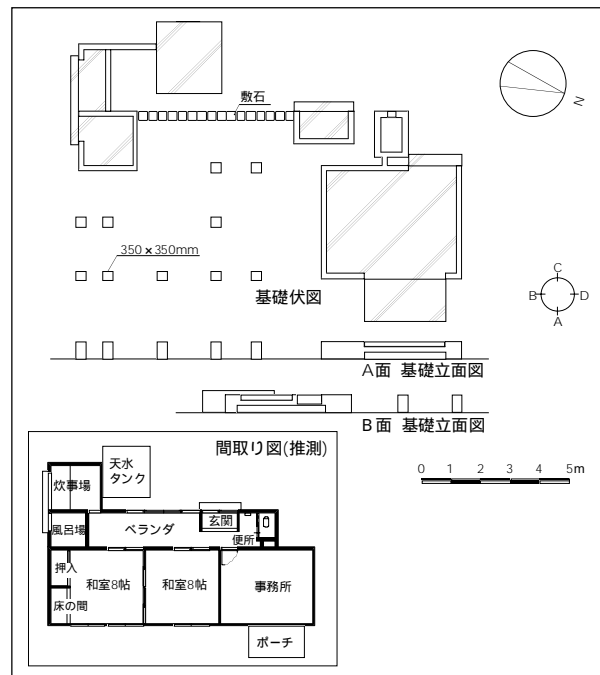 敷石
N
350×350mm
基礎伏図
C
B D
A
A面 基礎立面図
B面 基礎立面図
間取り図(推測)
天水
タンク
炊事場
風呂場
ベランダ
玄関
便所
押入
和室8帖
和室8帖
事務所
床の間
ポーチ
0 1 2 3 4 5m